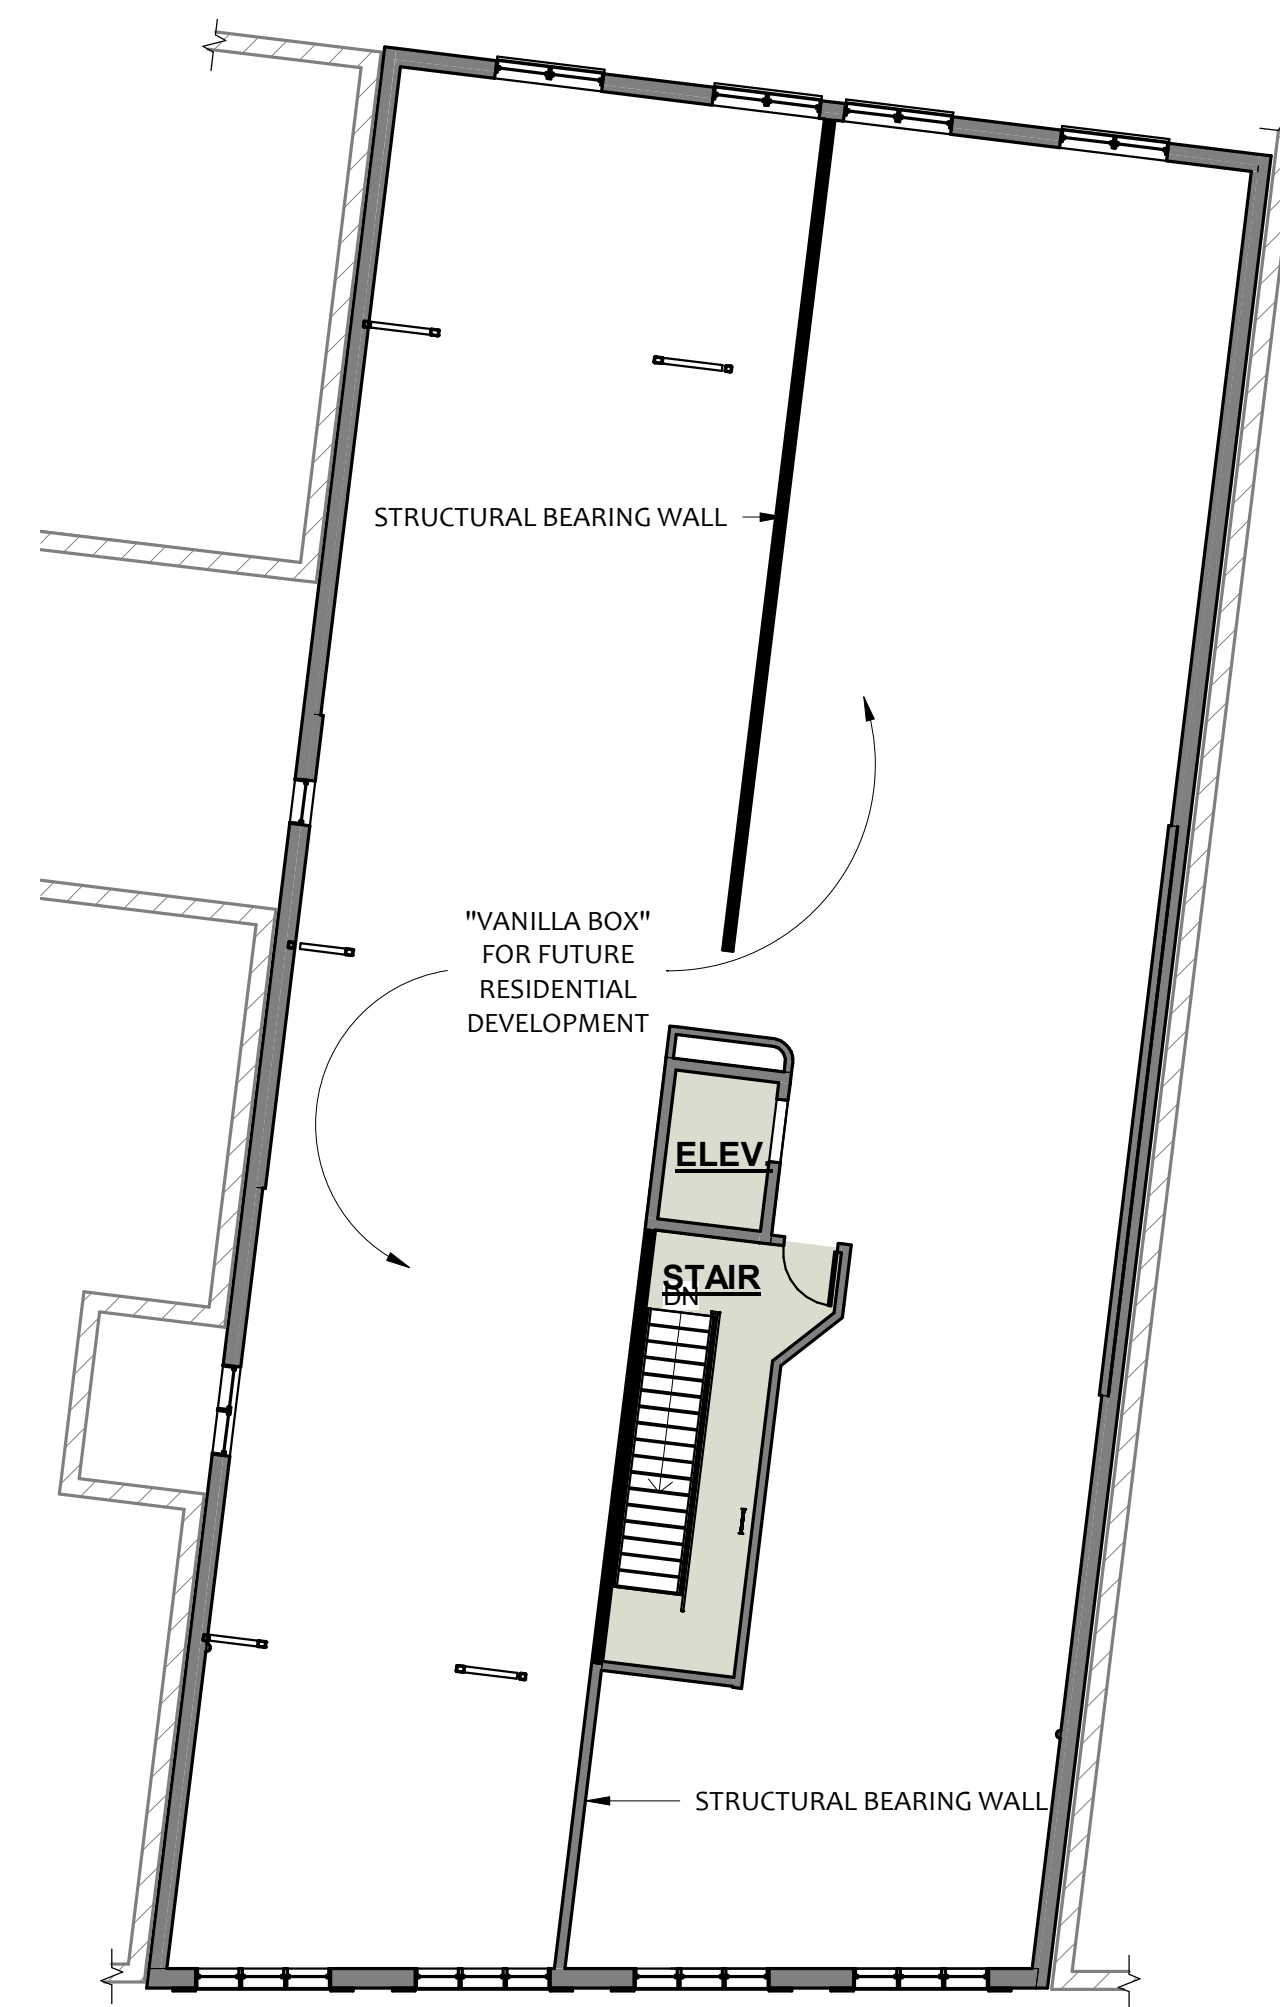 STRUCTURAL BEARING WALL
"VANILLA BOX"
FOR FUTURE
RESIDENTIAL
DEVELOPMENT
ELEV.
STAIR
DN
STRUCTURAL BEARING WALL